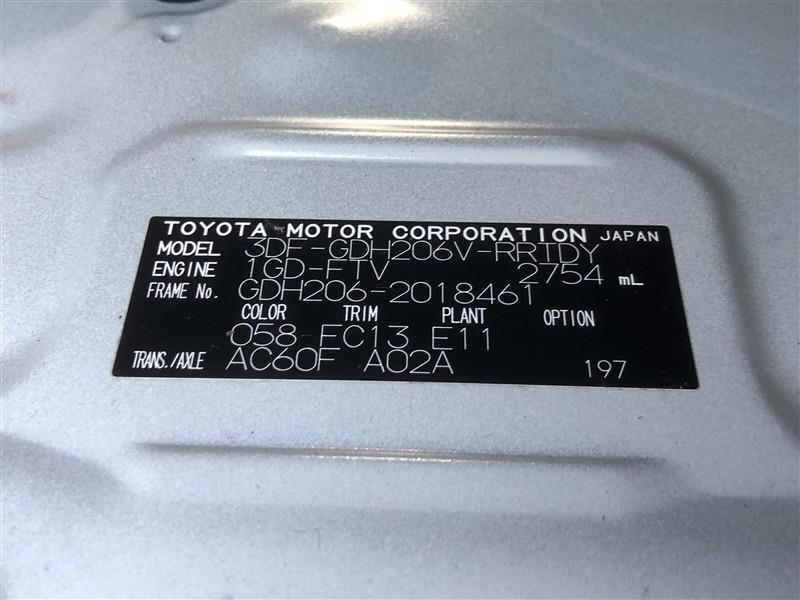 TOYOTA MOTOR CORPORATION JAPAN
MODEL 3DF-GDH206V-RRTDY
ENGINE 1GD-FTV 2754 mL
FRAME No. GDH206-2018461
COLOR TRIM PLANT OPTION
058 FC13 E11
TRANS./AXLE AC60F A02A 197